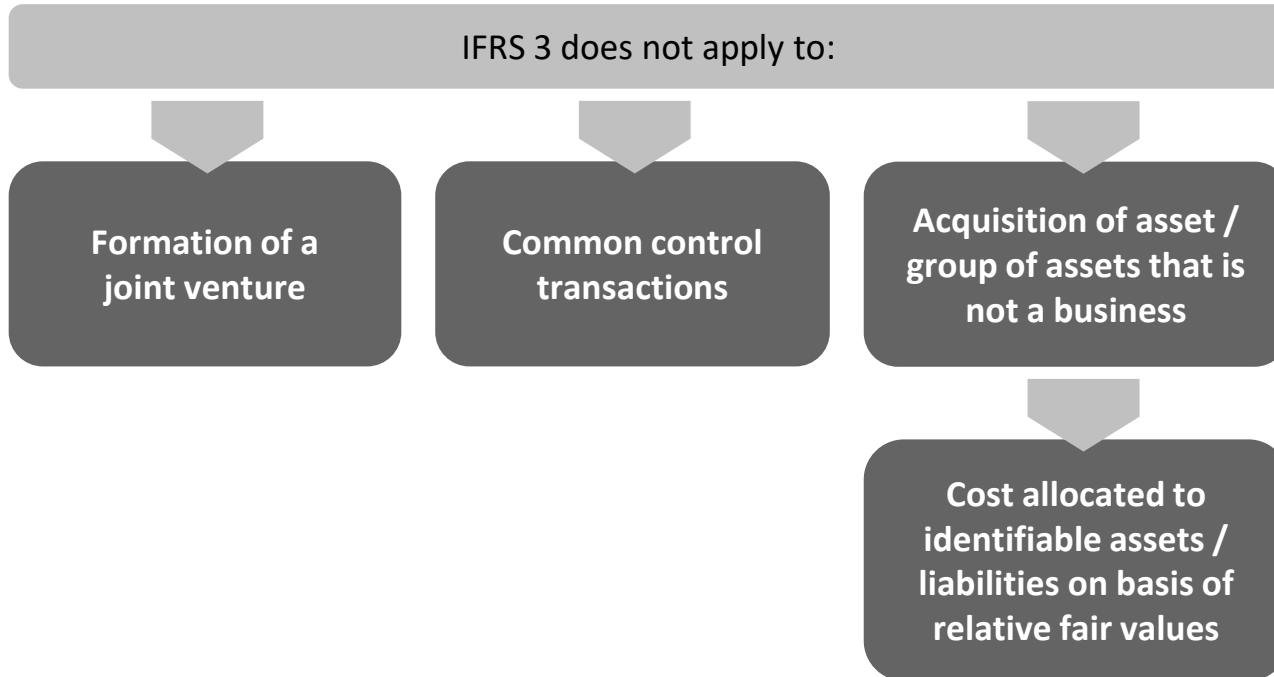 IFRS 3 does not apply to:
Formation of a
joint venture
Common control
transactions
Acquisition of asset /
group of assets that is
not a business
Cost allocated to
identifiable assets /
liabilities on basis of
relative fair values